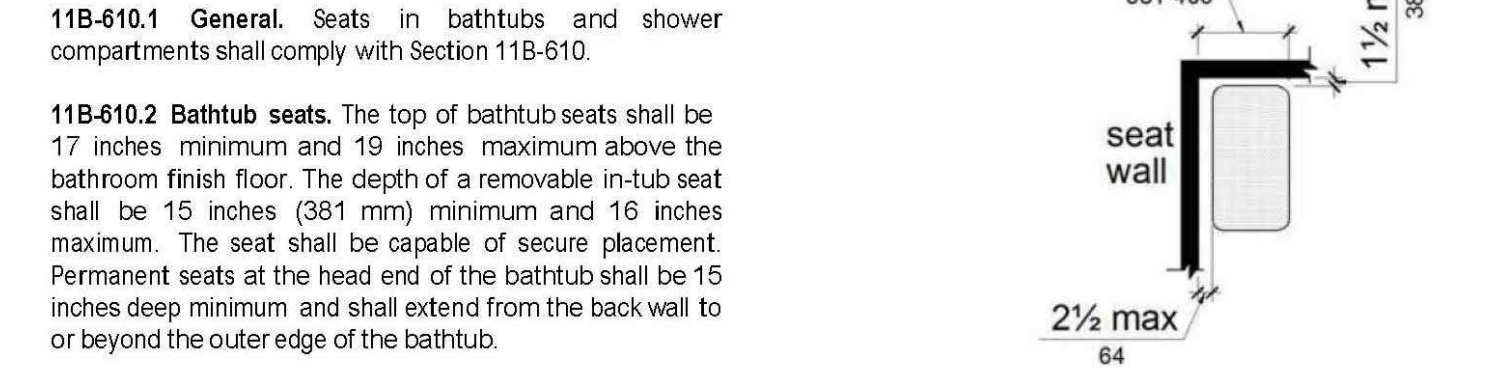 11B-610.1 General. Seats in bathtubs and shower
compartments shall comply with Section 11B-610.
11B-610.2 Bathtub seats. The top of bathtub seats shall be
17 inches minimum and 19 inches maximum above the
bathroom finish floor. The depth of a removable in-tub seat
shall be 15 inches (381 mm) minimum and 16 inches
maximum. The seat shall be capable of secure placement.
Permanent seats at the head end of the bathtub shall be 15
inches deep minimum and shall extend from the back wall to
or beyond the outer edge of the bathtub.
1½
seat
wall
2½ max
64